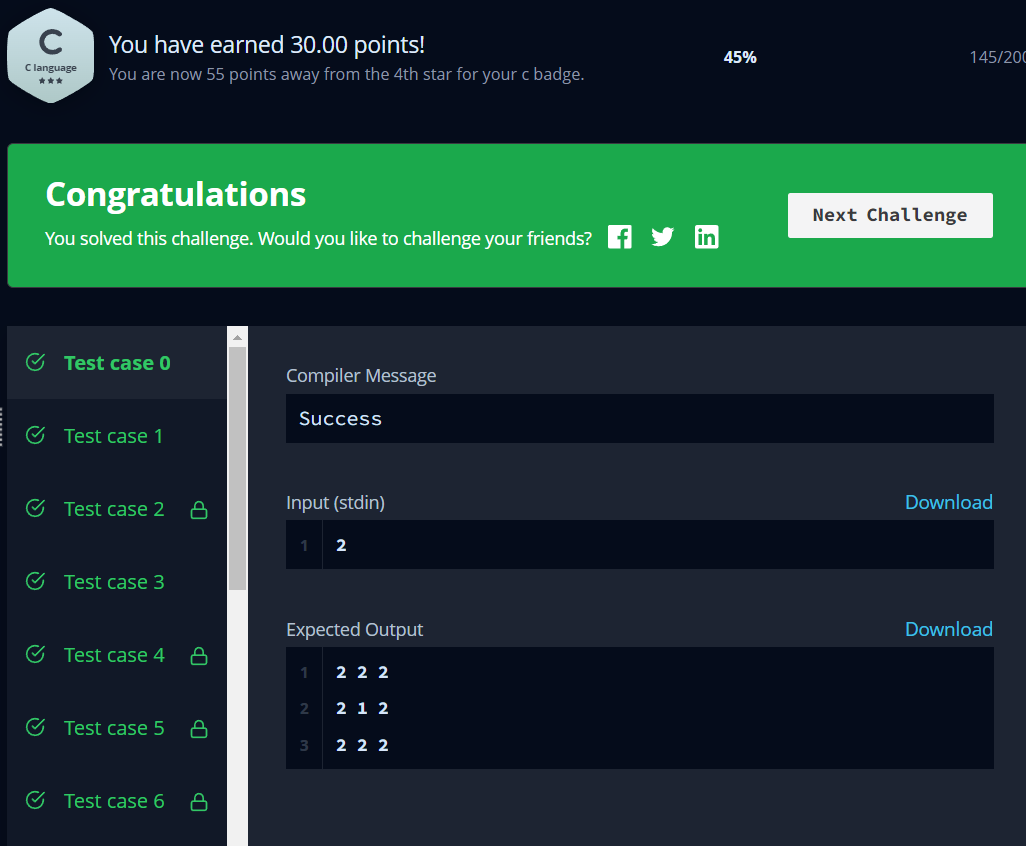 C
C language
You have earned 30.00 points!
You are now 55 points away from the 4th star for your c badge.
45%
145/200
Congratulations
You solved this challenge. Would you like to challenge your friends?
Next Challenge
Test case 0
Test case 1
Test case 2
Test case 3
Test case 4
Test case 5
Test case 6
Compiler Message
Success
Input (stdin)
Download
1 2
Expected Output
Download
1 2 2 2
2 2 1 2
3 2 2 2